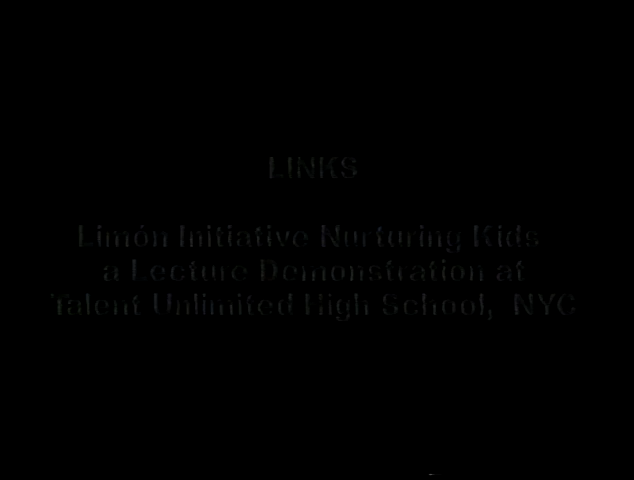 LINKS
Limón Initiative Nurturing Kids
a Lecture Demonstration at
Talent Unlimited High School, NYC